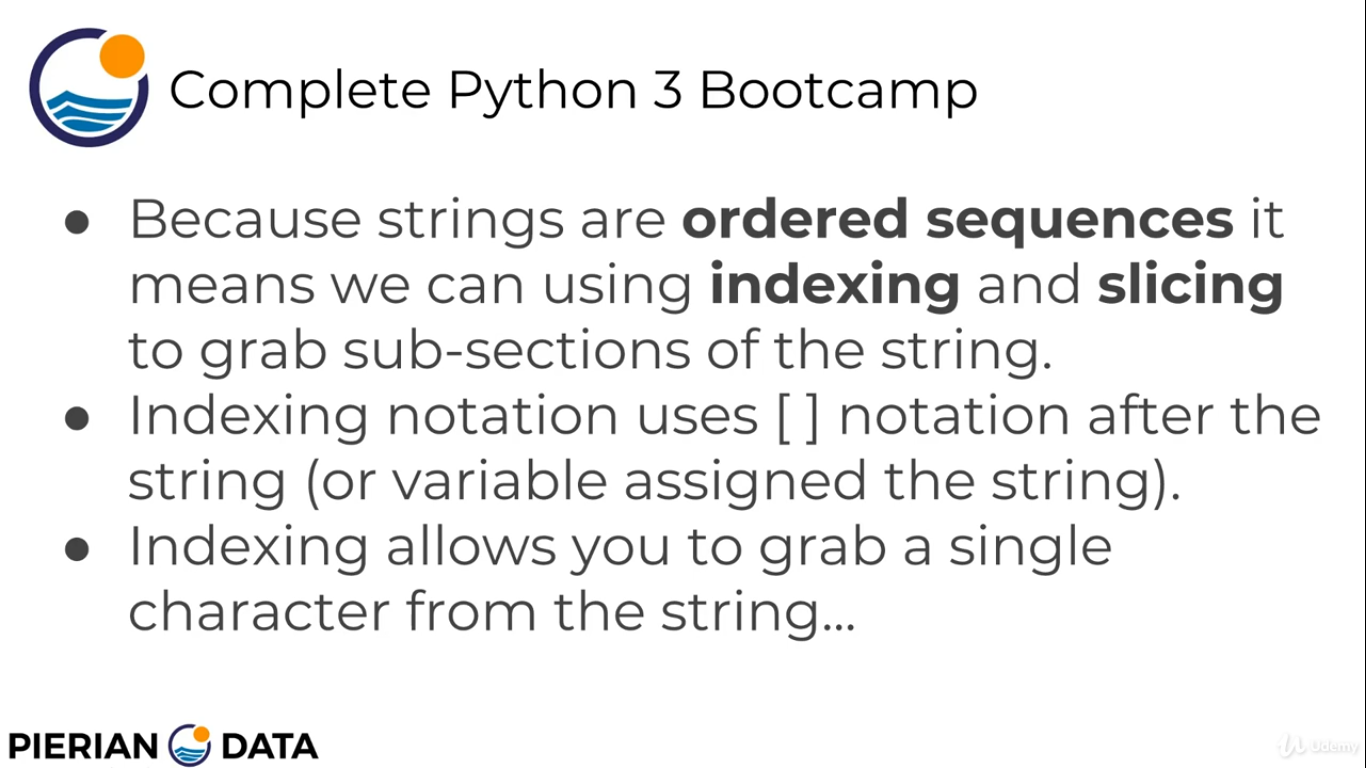 Complete Python 3 Bootcamp
● Because strings are ordered sequences it
means we can using indexing and slicing
to grab sub-sections of the string.
● Indexing notation uses [ ] notation after the
string (or variable assigned the string).
● Indexing allows you to grab a single
character from the string...
PIERIAN DATA
Udemy